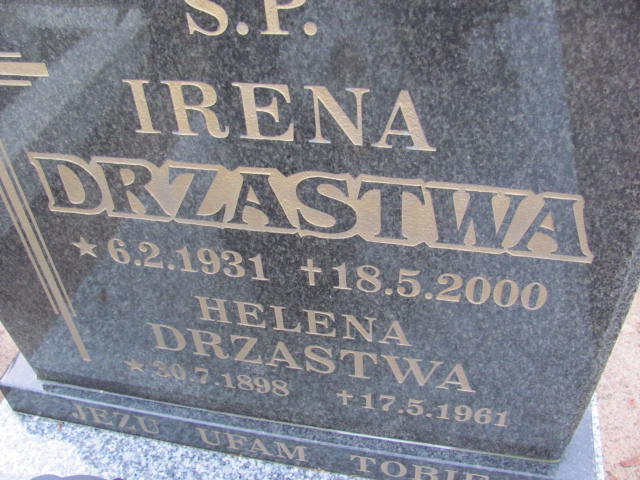 S.P.
IRENA
DRZASTWA
★ 6.2.1931 † 18.5.2000
HELENA
DRZASTWA
★ 30.7.1898 † 17.5.1961
JEZU UFAM TOBIE